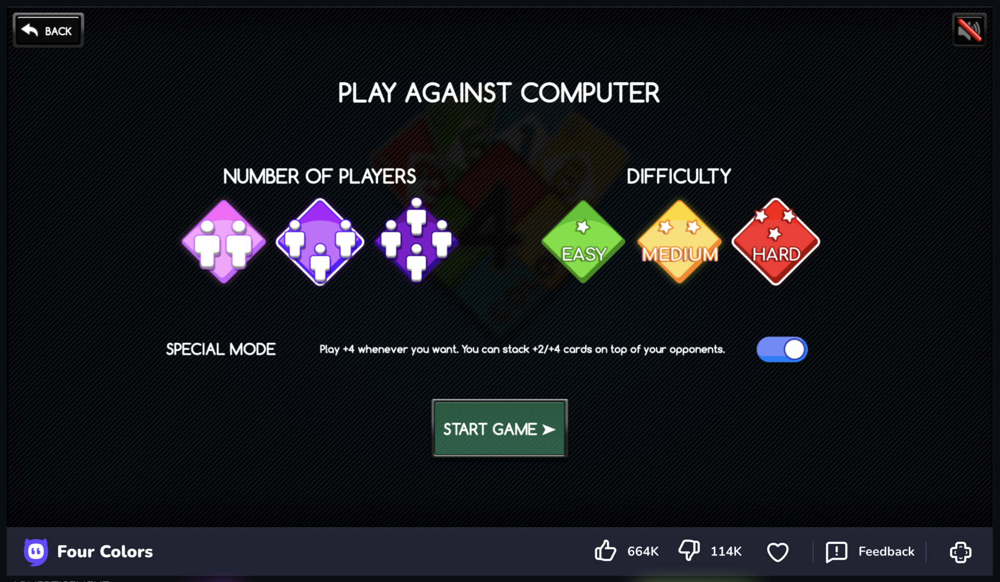 BACK
PLAY AGAINST COMPUTER
NUMBER OF PLAYERS
DIFFICULTY
EASY
MEDIUM
HARD
SPECIAL MODE
Play +4 whenever you want. You can stack +2/+4 cards on top of your opponents.
START GAME ➤
Four Colors
664K
114K
Feedback
ADVERTISEMENT